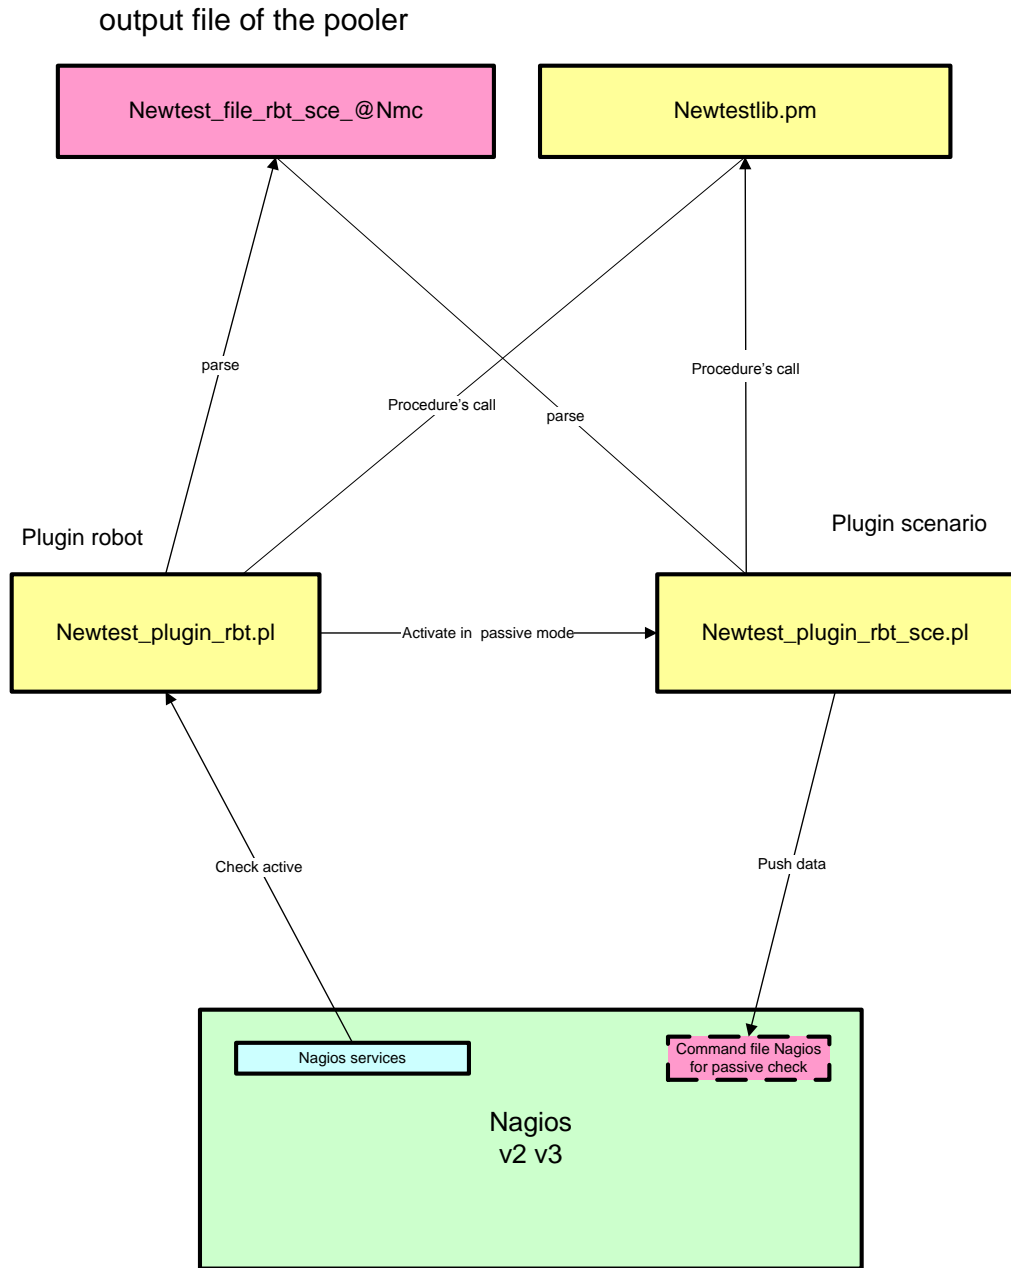 output file of the pooler
Newtest_file_rbt_sce_@Nmc
Newtestlib.pm
parse
Procedure's call
Procedure's call
parse
Plugin robot
Plugin scenario
Newtest_plugin_rbt.pl
Activate in passive mode
Newtest_plugin_rbt_sce.pl
Check active
Push data
Nagios services
Command file Nagios
for passive check
Nagios
v2 v3